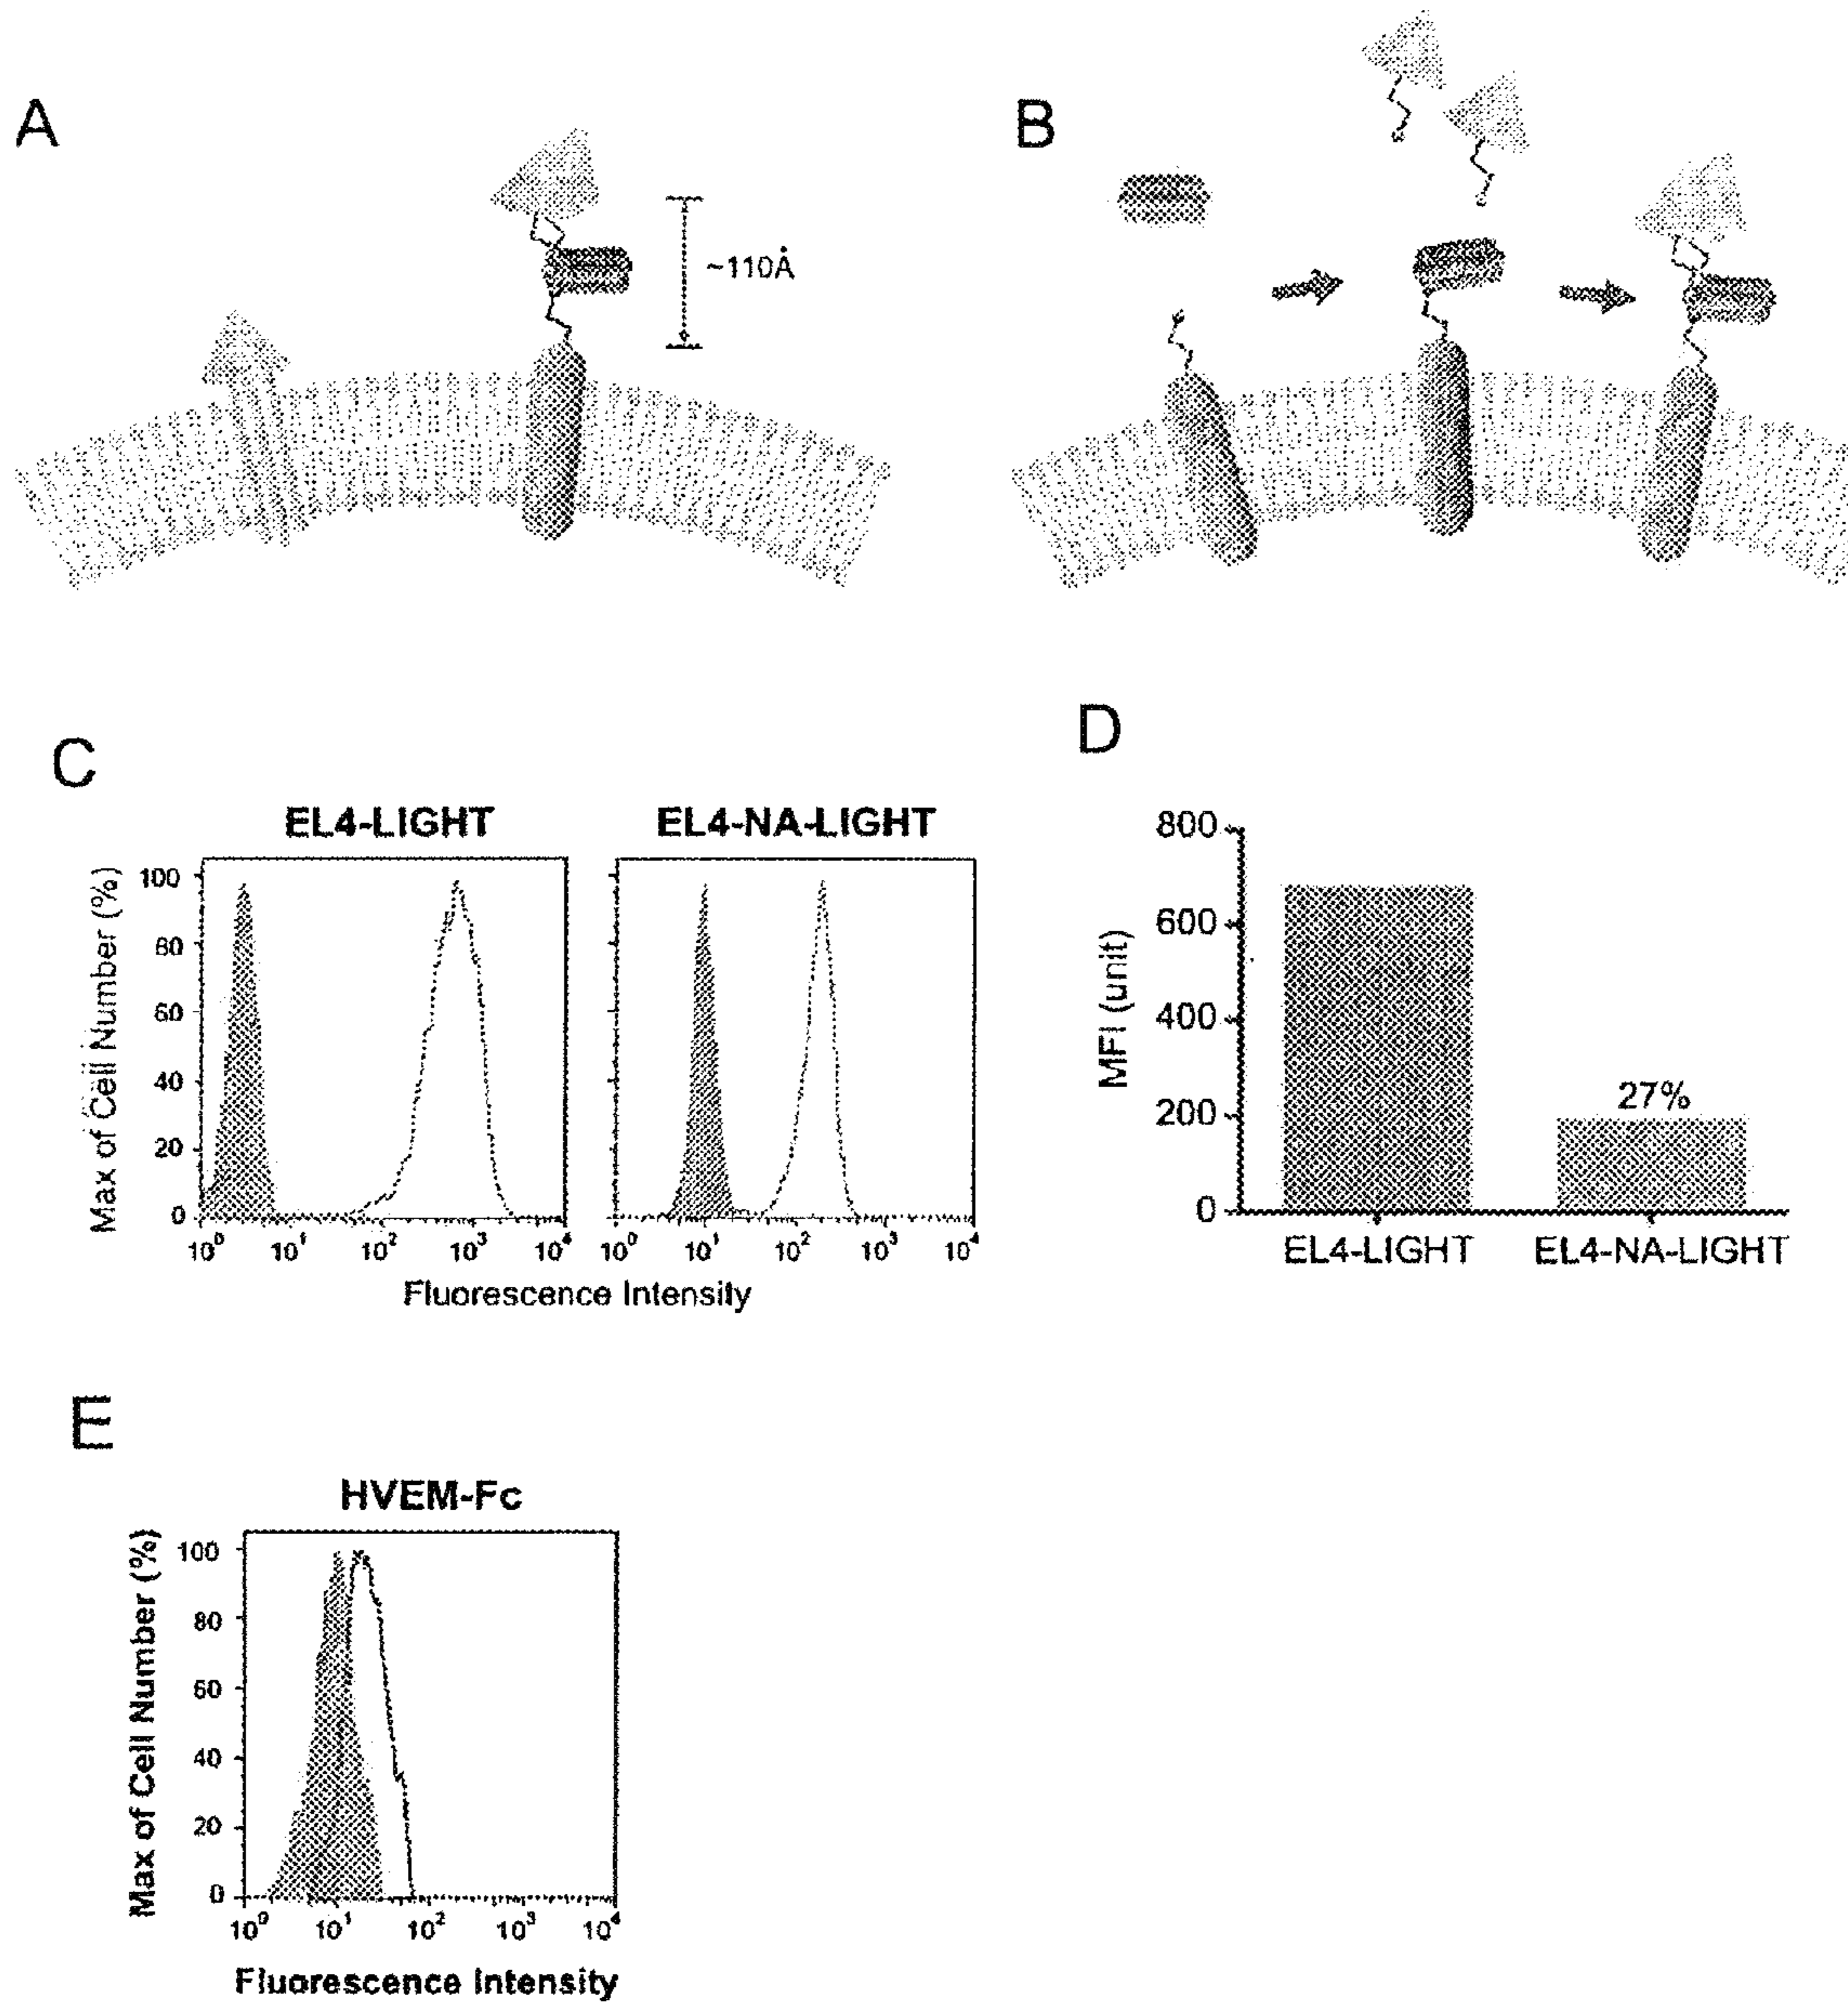 A
B
~110Å
C
D
EL4-LIGHT
EL4-NA-LIGHT
Max of Cell Number (%)
100
80
60
40
20
0
10⁰
10¹
10²
10³
10⁴
10⁰
10¹
10²
10³
10⁴
Fluorescence Intensity
MFI (unit)
800
600
400
200
0
27%
EL4-LIGHT
EL4-NA-LIGHT
E
HVEM-Fc
Max of Cell Number (%)
100
80
60
40
20
0
10⁰
10¹
10²
10³
10⁴
Fluorescence Intensity